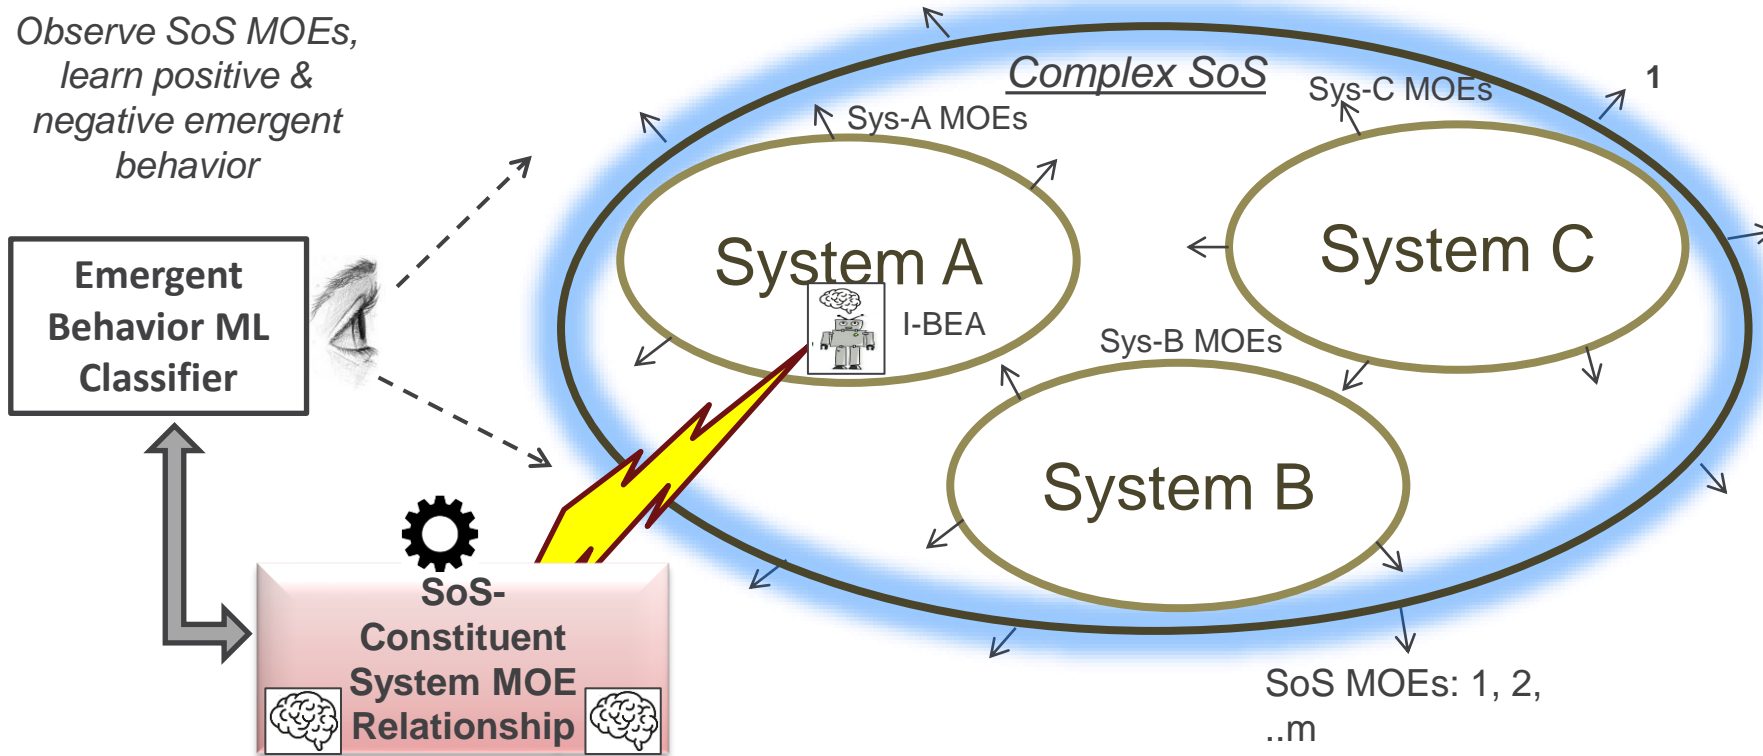 Observe SoS MOEs,
learn positive &
negative emergent
behavior
Emergent
Behavior ML
Classifier
SoS-
Constituent
System MOE
Relationship
Complex SoS
Sys-A MOEs
Sys-C MOEs
1
System A
I-BEA
System C
Sys-B MOEs
System B
SoS MOEs: 1, 2,
..m